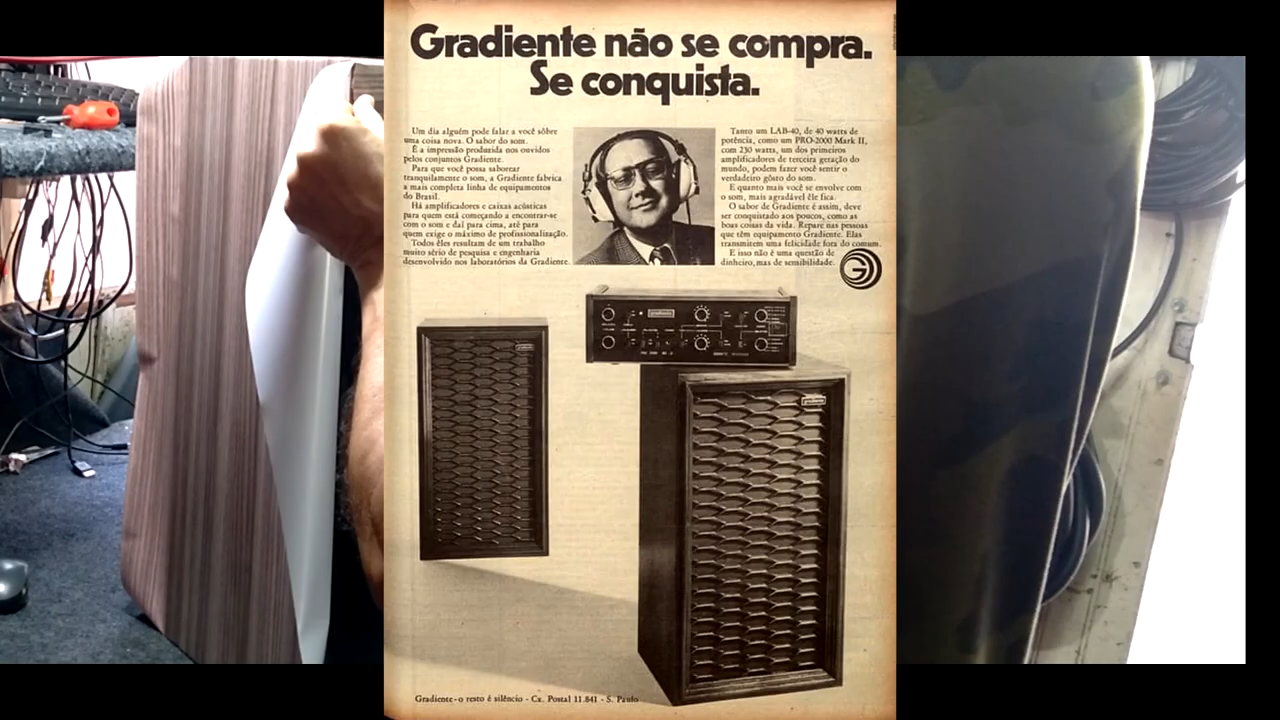 Gradiente não se compra.
Se conquista.
Um dia alguém pode falar a você sôbre
uma coisa nova. O sabor do som.
É a impressão produzida nos ouvidos
pelos conjuntos Gradiente.
Para que você possa saborear
tranquilamente o som, a Gradiente fabrica
a mais completa linha de equipamentos
do Brasil.
Há amplificadores e caixas acústicas
para quem está começando a encontrar-se
com o som e daí para cima, até para
quem exige o máximo de profissionalização.
Todos êles resultam de um trabalho
muito sério de pesquisa e engenharia
desenvolvido nos laboratórios da Gradiente.
Tanto um LAB-40, de 40 watts de
potência, como um PRO-2000 Mark II,
com 230 watts, um dos primeiros
amplificadores de terceira geração do
mundo, podem fazer você sentir o
verdadeiro gôsto do som.
E quanto mais você se envolve com
o som, mais agradável êle fica.
O sabor de Gradiente é assim, deve
ser conquistado aos poucos, como as
boas coisas da vida. Repare nas pessoas
que têm equipamento Gradiente. Elas
transmitem uma felicidade fora do comum.
E isso não é uma questão de
dinheiro, mas de sensibilidade.
G
gradiente
gradiente
gradiente
Gradiente - o resto é silêncio - Cx. Postal 11.841 - S. Paulo